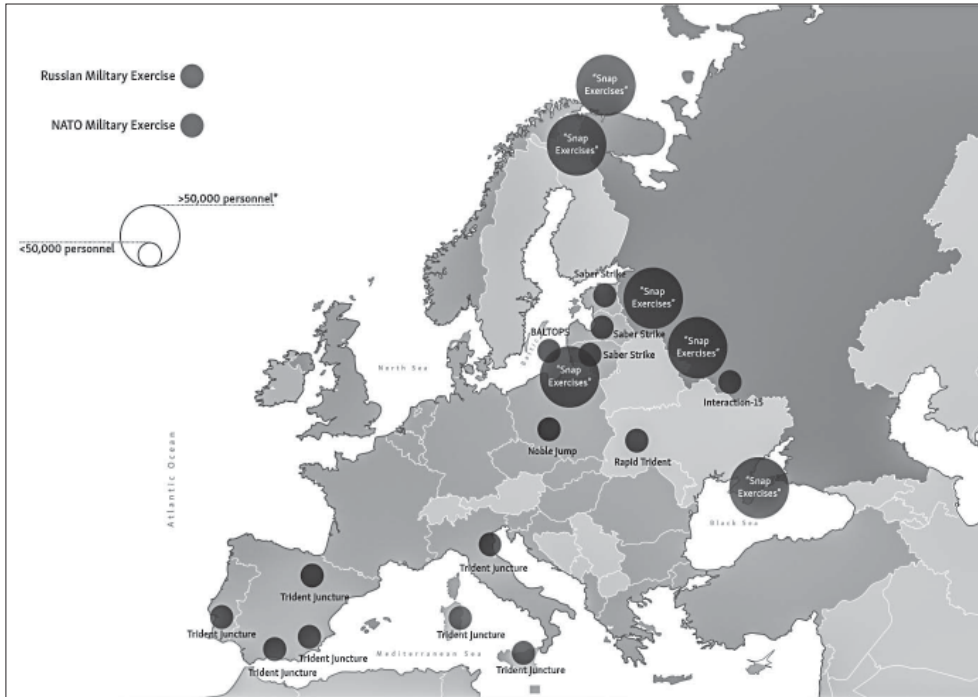 "Snap
Exercises"
Russian Military Exercise
NATO Military Exercise
"Snap
Exercises"
>50,000 personnel*
<50,000 personnel
Saber Strike
"Snap
Exercises"
BALTOPS
Saber Strike
"Snap
Exercises"
Saber Strike
North Sea
"Snap
Exercises"
Interaction-15
Noble Jump
Rapid Trident
Atlantic Ocean
"Snap
Exercises"
Black Sea
Trident Juncture
Trident Juncture
Trident Juncture
Trident Juncture
Mediterranean Sea
Trident Juncture
Trident Juncture
Trident Juncture